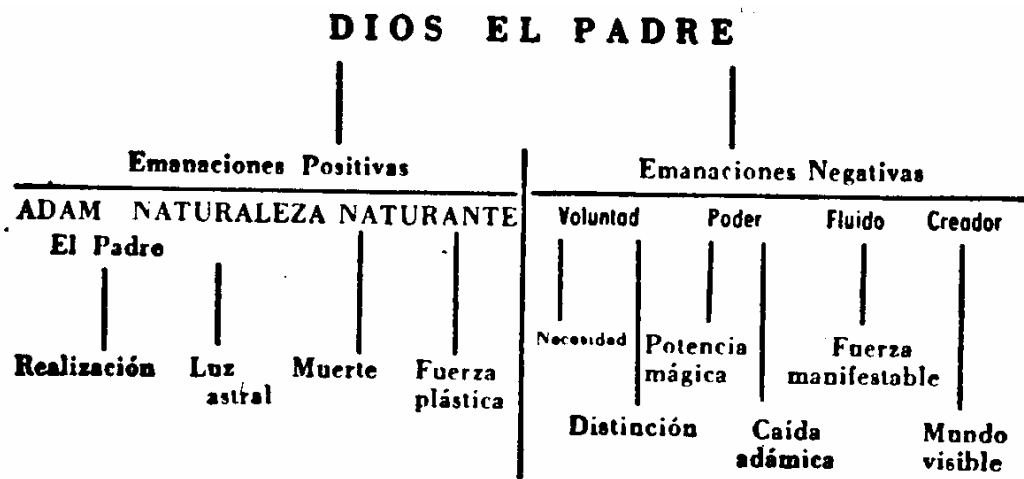 DIOS EL PADRE
Emanaciones Positivas
Emanaciones Negativas
ADAM NATURALEZA NATURANTE
El Padre
Voluntad Poder Fluido Creador
Realización
Luz
astral
Muerte
Fuerza
plástica
Necesidad
Potencia
mágica
Fuerza
manifestable
Distinción
Caída
adámica
Mundo
visible